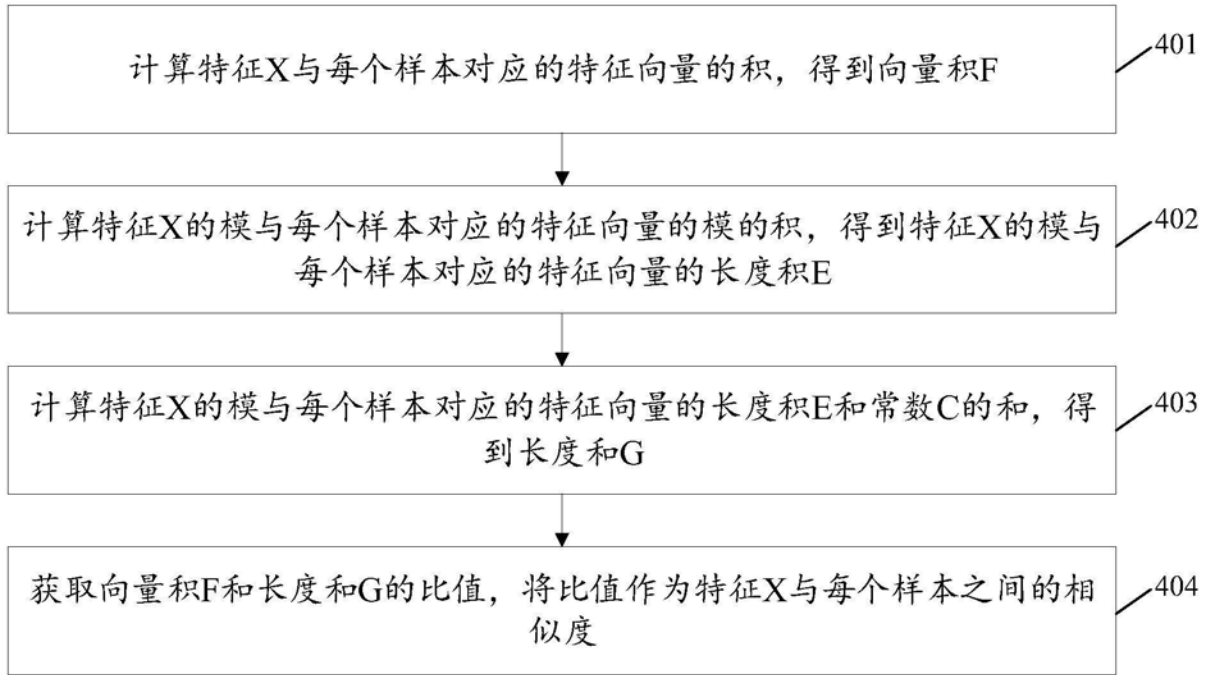 计算特征X与每个样本对应的特征向量的积，得到向量积F
401
计算特征X的模与每个样本对应的特征向量的模的积，得到特征X的模与
每个样本对应的特征向量的长度积E
402
计算特征X的模与每个样本对应的特征向量的长度积E和常数C的和，得
到长度和G
403
获取向量积F和长度和G的比值，将比值作为特征X与每个样本之间的相
似度
404